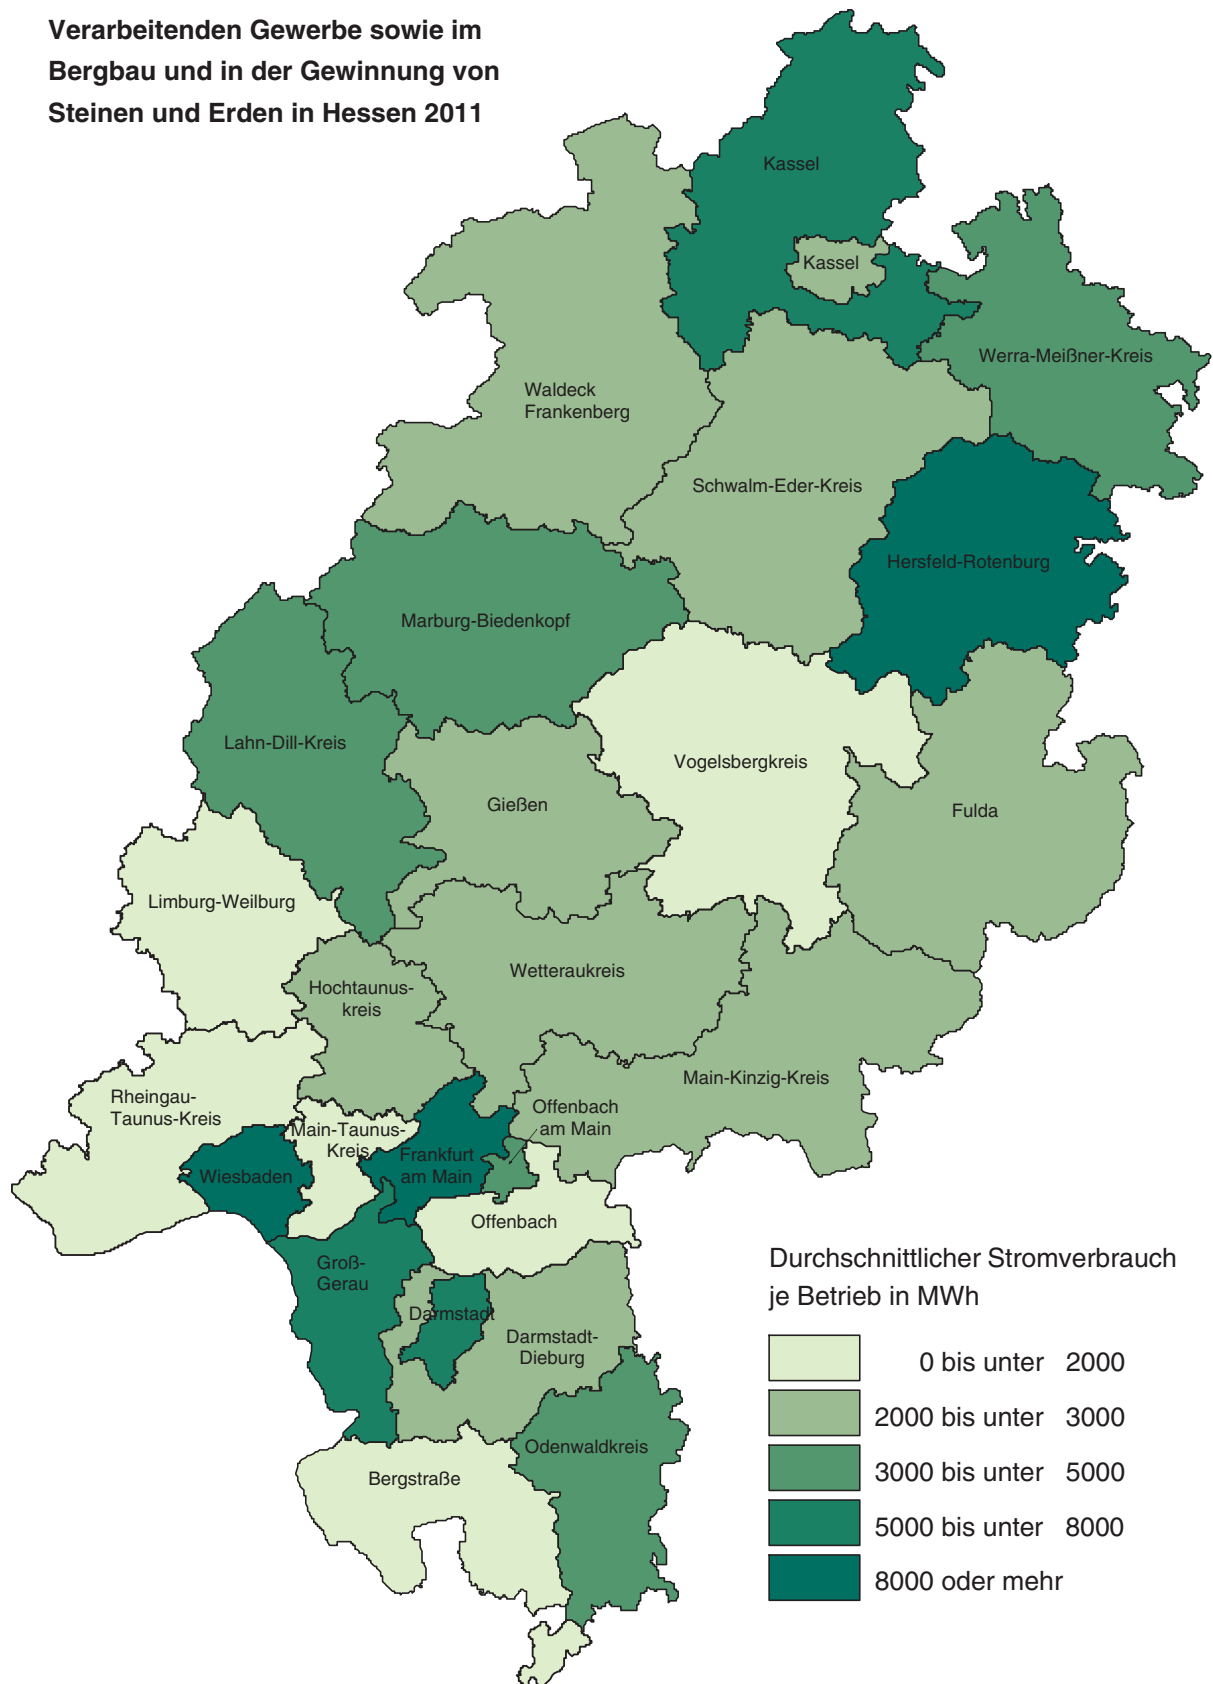 Verarbeitenden Gewerbe sowie im
Bergbau und in der Gewinnung von
Steinen und Erden in Hessen 2011
Kassel
Kassel
Werra-Meißner-Kreis
Waldeck
Frankenberg
Schwalm-Eder-Kreis
Hersfeld-Rotenburg
Marburg-Biedenkopf
Lahn-Dill-Kreis
Vogelsbergkreis
Gießen
Fulda
Limburg-Weilburg
Wetteraukreis
Hochtaunus-
kreis
Main-Kinzig-Kreis
Rheingau-
Taunus-Kreis
Offenbach
am Main
Main-Taunus-
Kreis
Frankfurt
am Main
Wiesbaden
Offenbach
Groß-
Gerau
Darmstadt
Darmstadt-
Dieburg
Odenwaldkreis
Bergstraße
Durchschnittlicher Stromverbrauch
je Betrieb in MWh
0 bis unter 2000
2000 bis unter 3000
3000 bis unter 5000
5000 bis unter 8000
8000 oder mehr